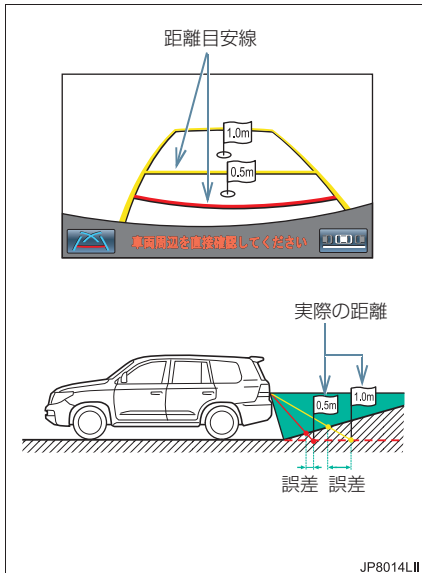 距離目安線
1.0m
0.5m
車両周辺を直接確認してください
実際の距離
0.5m
1.0m
誤差 誤差
JP8014LⅡ